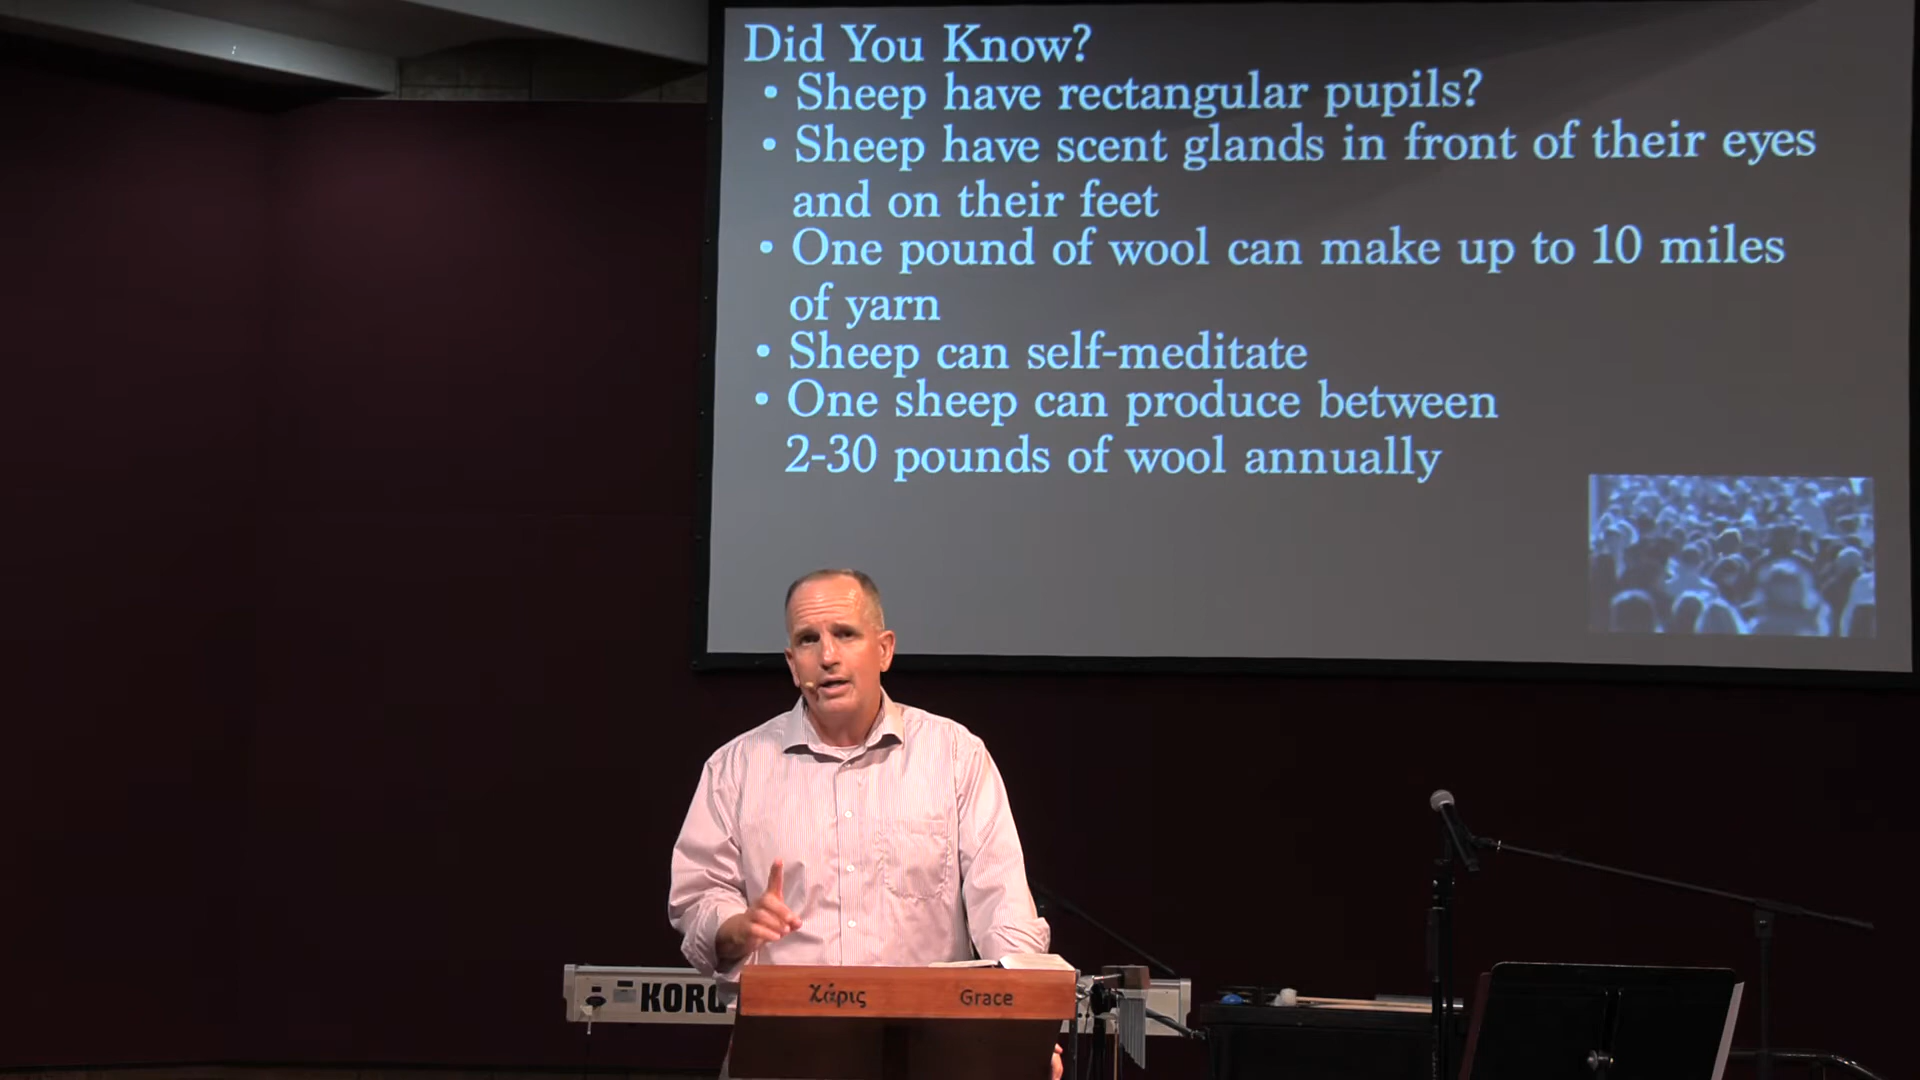 Did You Know?
• Sheep have rectangular pupils?
• Sheep have scent glands in front of their eyes
and on their feet
• One pound of wool can make up to 10 miles
of yarn
• Sheep can self-meditate
• One sheep can produce between
2-30 pounds of wool annually
KORG
Χάρις Grace